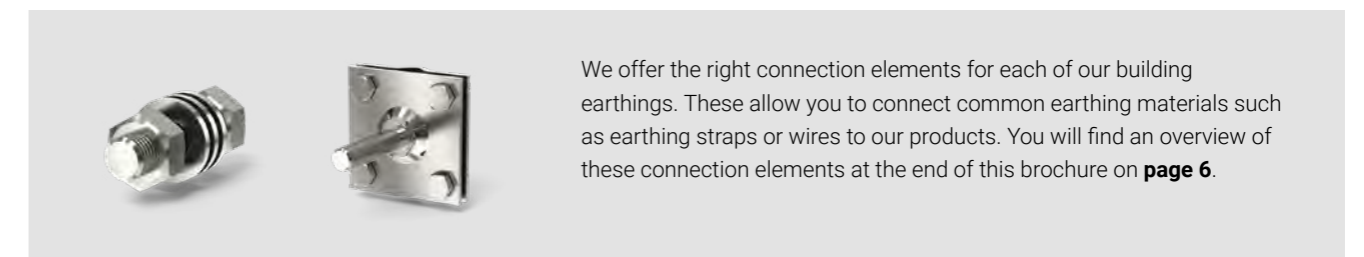 We offer the right connection elements for each of our building
earthings. These allow you to connect common earthing materials such
as earthing straps or wires to our products. You will find an overview of
these connection elements at the end of this brochure on page 6.